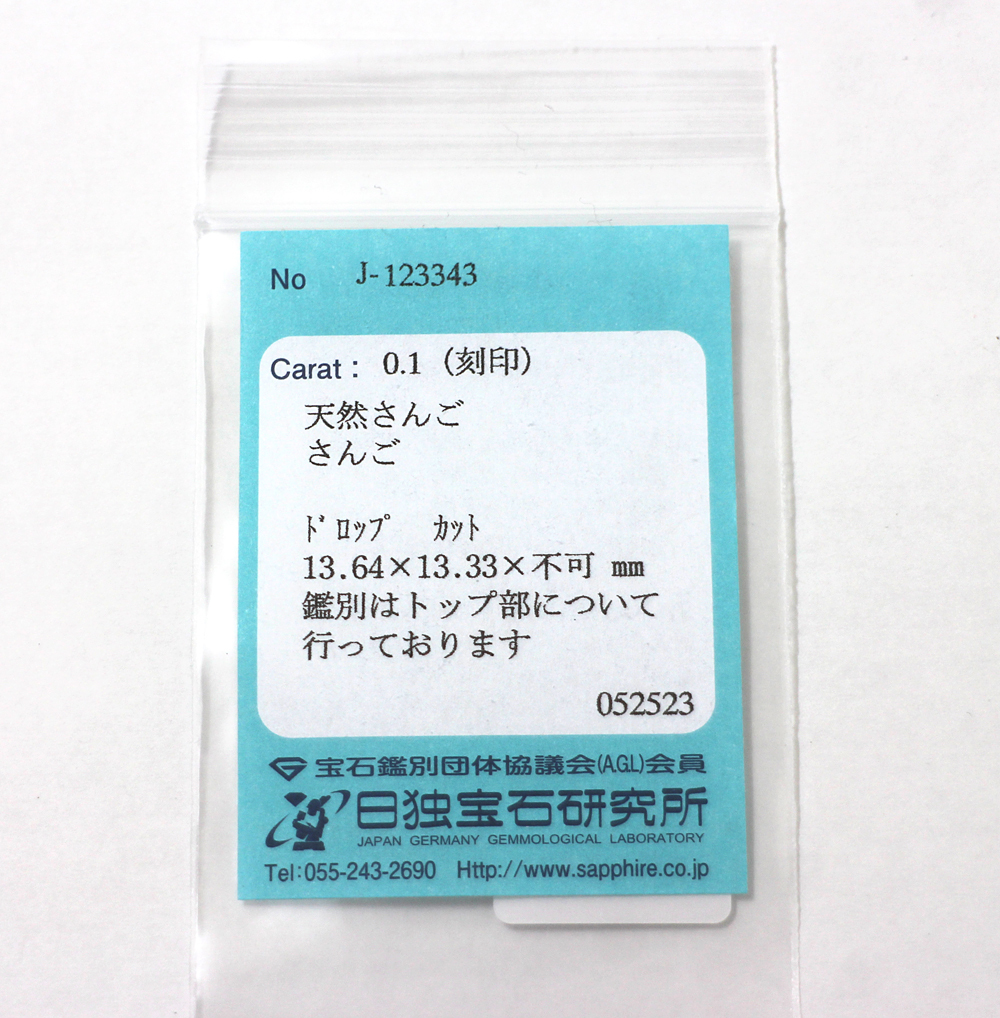 No J-123343
Carat : 0.1 (刻印)
天然さんご
さんご
ﾄﾞﾛｯﾌﾟ ｶｯﾄ
13.64×13.33×不可 mm
鑑別はトップ部について
行っております
052523
宝石鑑別団体協議会(A.G.L)会員
日独宝石研究所
JAPAN GERMANY GEMMOLOGICAL LABORATORY
Tel:055-243-2690 Http://www.sapphire.co.jp